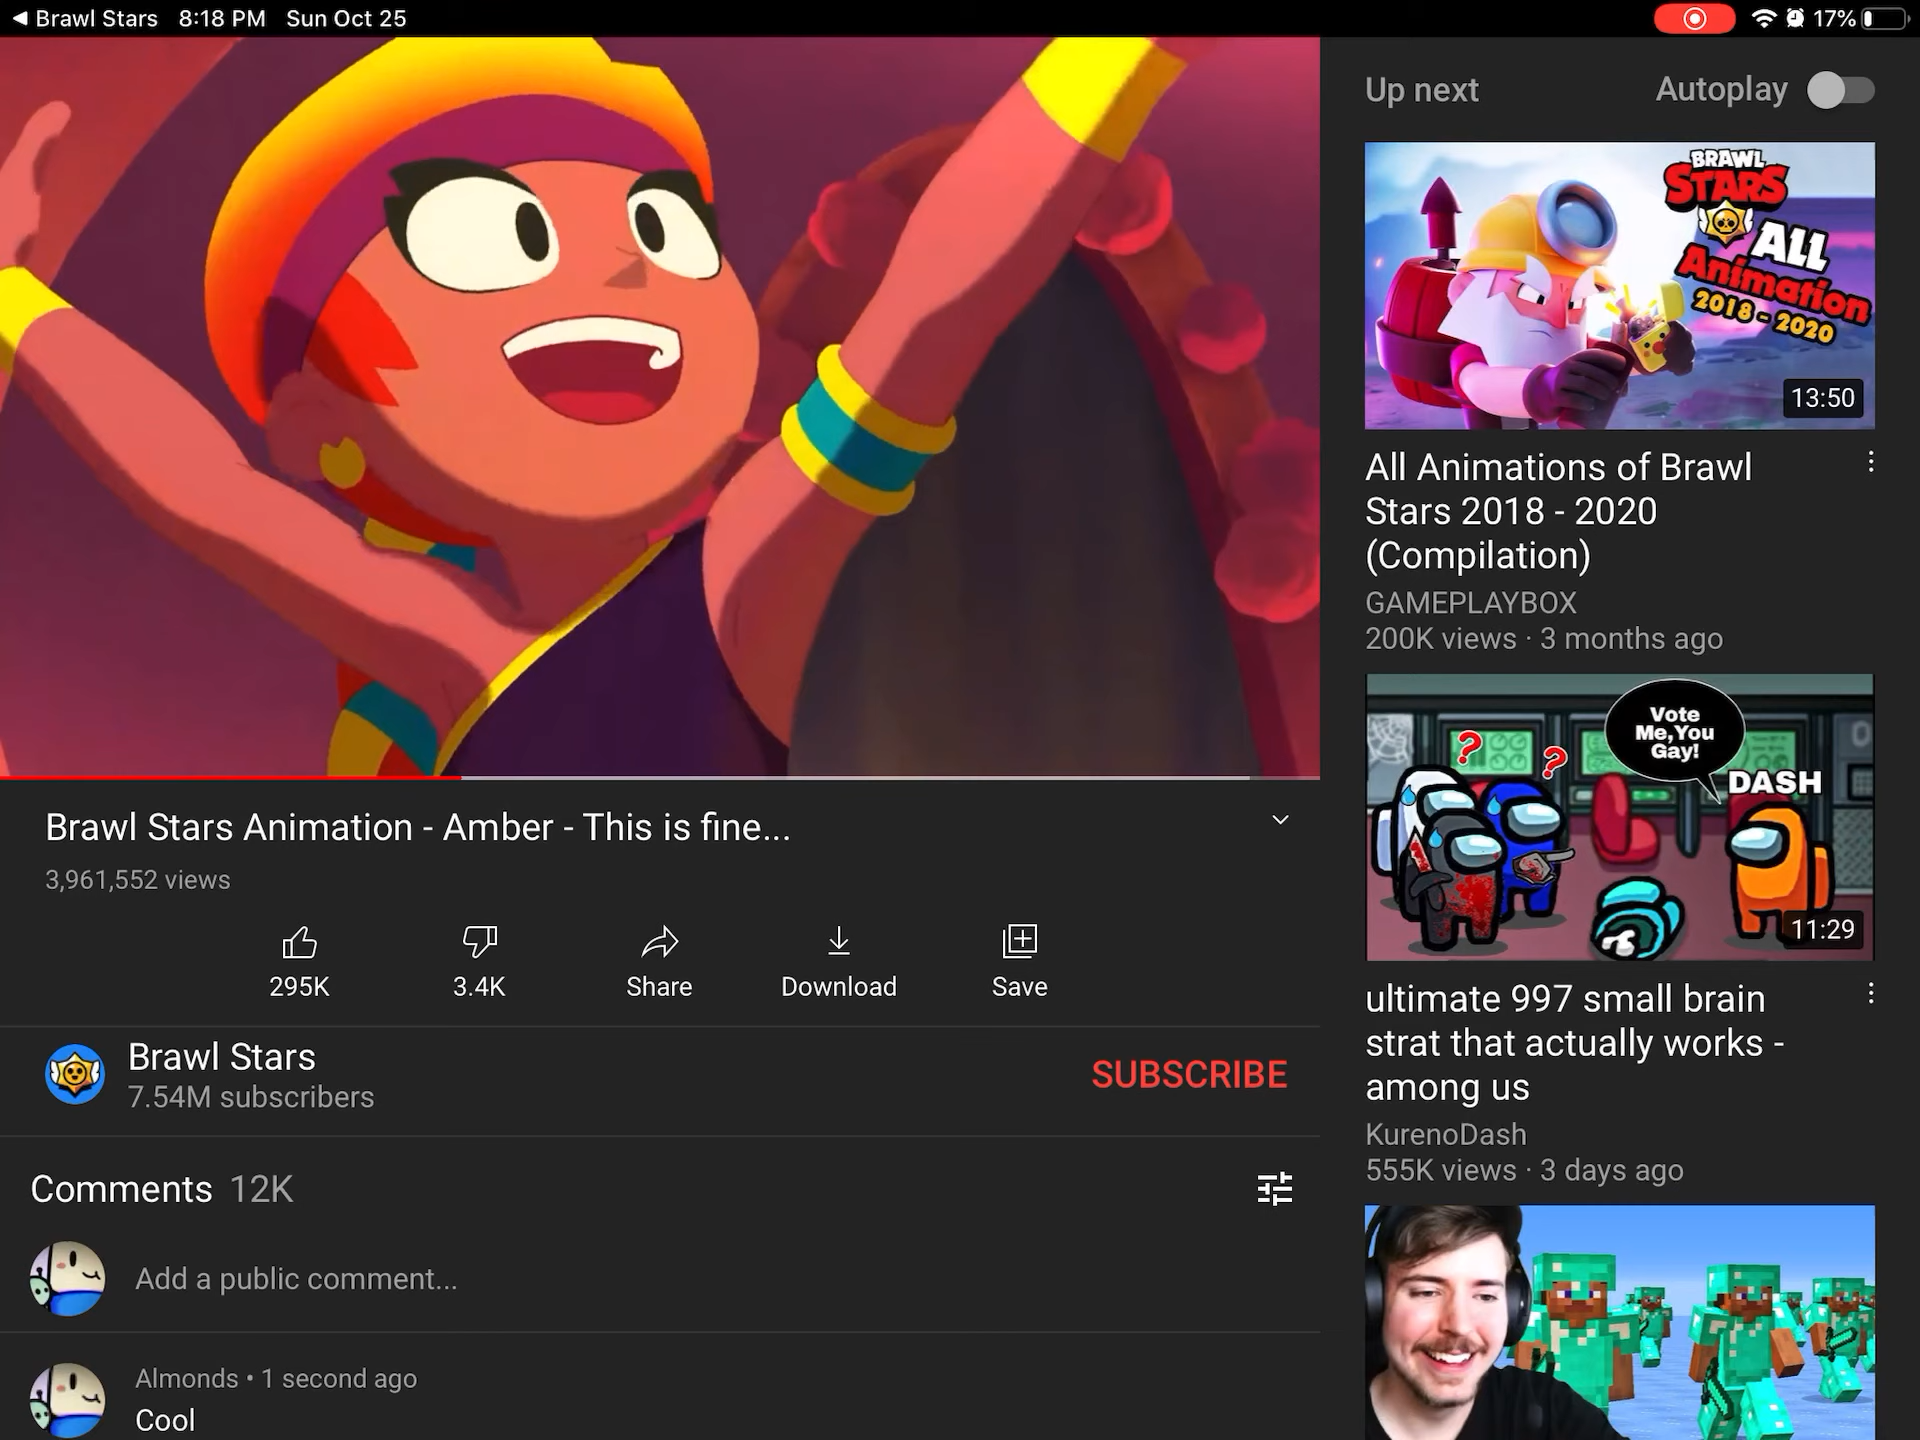 Brawl Stars 8:18 PM Sun Oct 25
17%
Up next Autoplay
BRAWL
STARS
ALL
Animation
2018 - 2020
13:50
All Animations of Brawl
Stars 2018 - 2020
(Compilation)
GAMEPLAYBOX
200K views · 3 months ago
Vote
Me,You
Gay!
DASH
11:29
ultimate 997 small brain
strat that actually works -
among us
KurenoDash
555K views · 3 days ago
Brawl Stars Animation - Amber - This is fine...
3,961,552 views
295K 3.4K Share Download Save
Brawl Stars
7.54M subscribers
SUBSCRIBE
Comments 12K
Add a public comment...
Almonds • 1 second ago
Cool